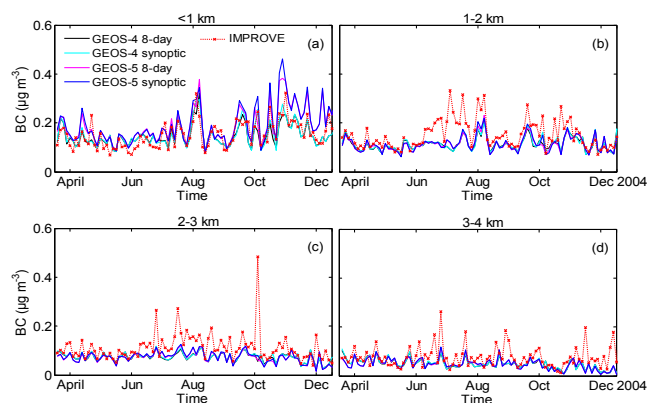 <1 km
1-2 km
(a)
(b)
GEOS-4 8-day
GEOS-4 synoptic
GEOS-5 8-day
GEOS-5 synoptic
IMPROVE
BC (µg m-3)
0.6
0.4
0.2
0
April Jun Aug Oct Dec
Time
April Jun Aug Oct Dec 2004
Time
2-3 km
3-4 km
(c)
(d)
BC (µg m-3)
0.6
0.4
0.2
0
April Jun Aug Oct Dec
Time
April Jun Aug Oct Dec 2004
Time